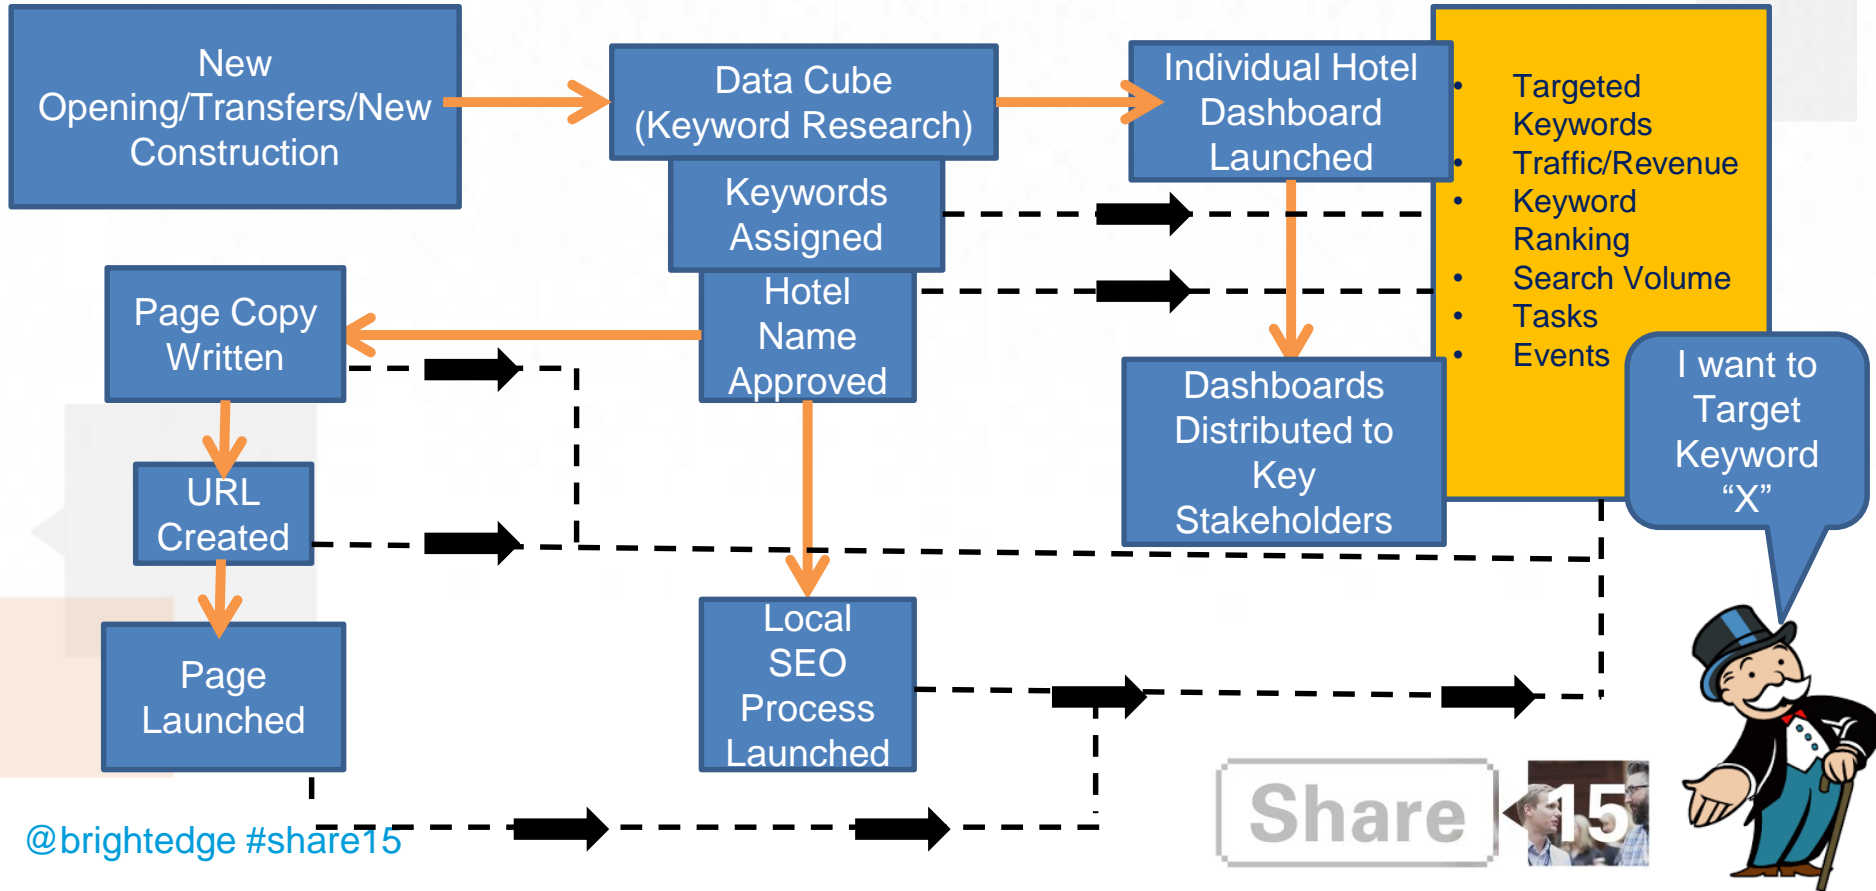 New
Opening/Transfers/New
Construction
Data Cube
(Keyword Research)
Keywords
Assigned
Hotel
Name
Approved
Individual Hotel
Dashboard
Launched
• Targeted
Keywords
• Traffic/Revenue
• Keyword
Ranking
• Search Volume
• Tasks
• Events
Page Copy
Written
URL
Created
Page
Launched
Local
SEO
Process
Launched
Dashboards
Distributed to
Key
Stakeholders
I want to
Target
Keyword
“X”
@brightedge #share15
Share 15